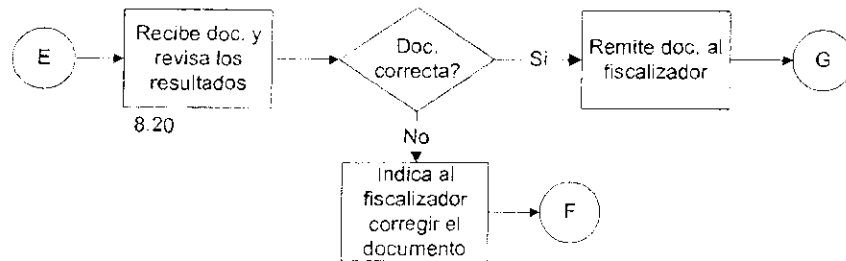 E
Recibe doc. y
revisa los
resultados
8.20
Doc.
correcta?
Si
Remite doc. al
fiscalizador
G
No
Indica al
fiscalizador
corregir el
documento
F